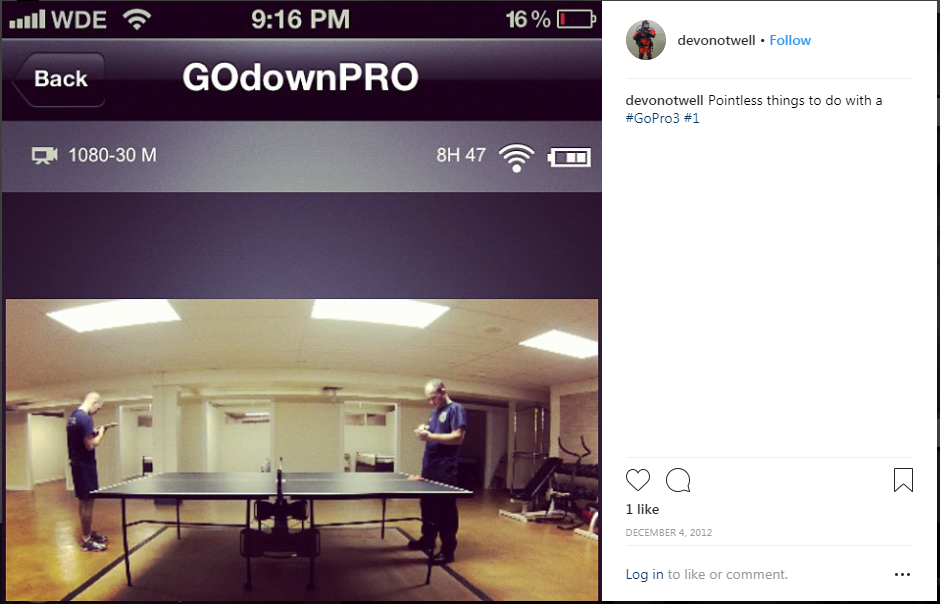 WDE 9:16 PM 16%
Back GOdownPRO
1080-30 M 8H 47
devonotwell • Follow
devonotwell Pointless things to do with a
#GoPro3 #1
1 like
DECEMBER 4, 2012
Log in to like or comment.